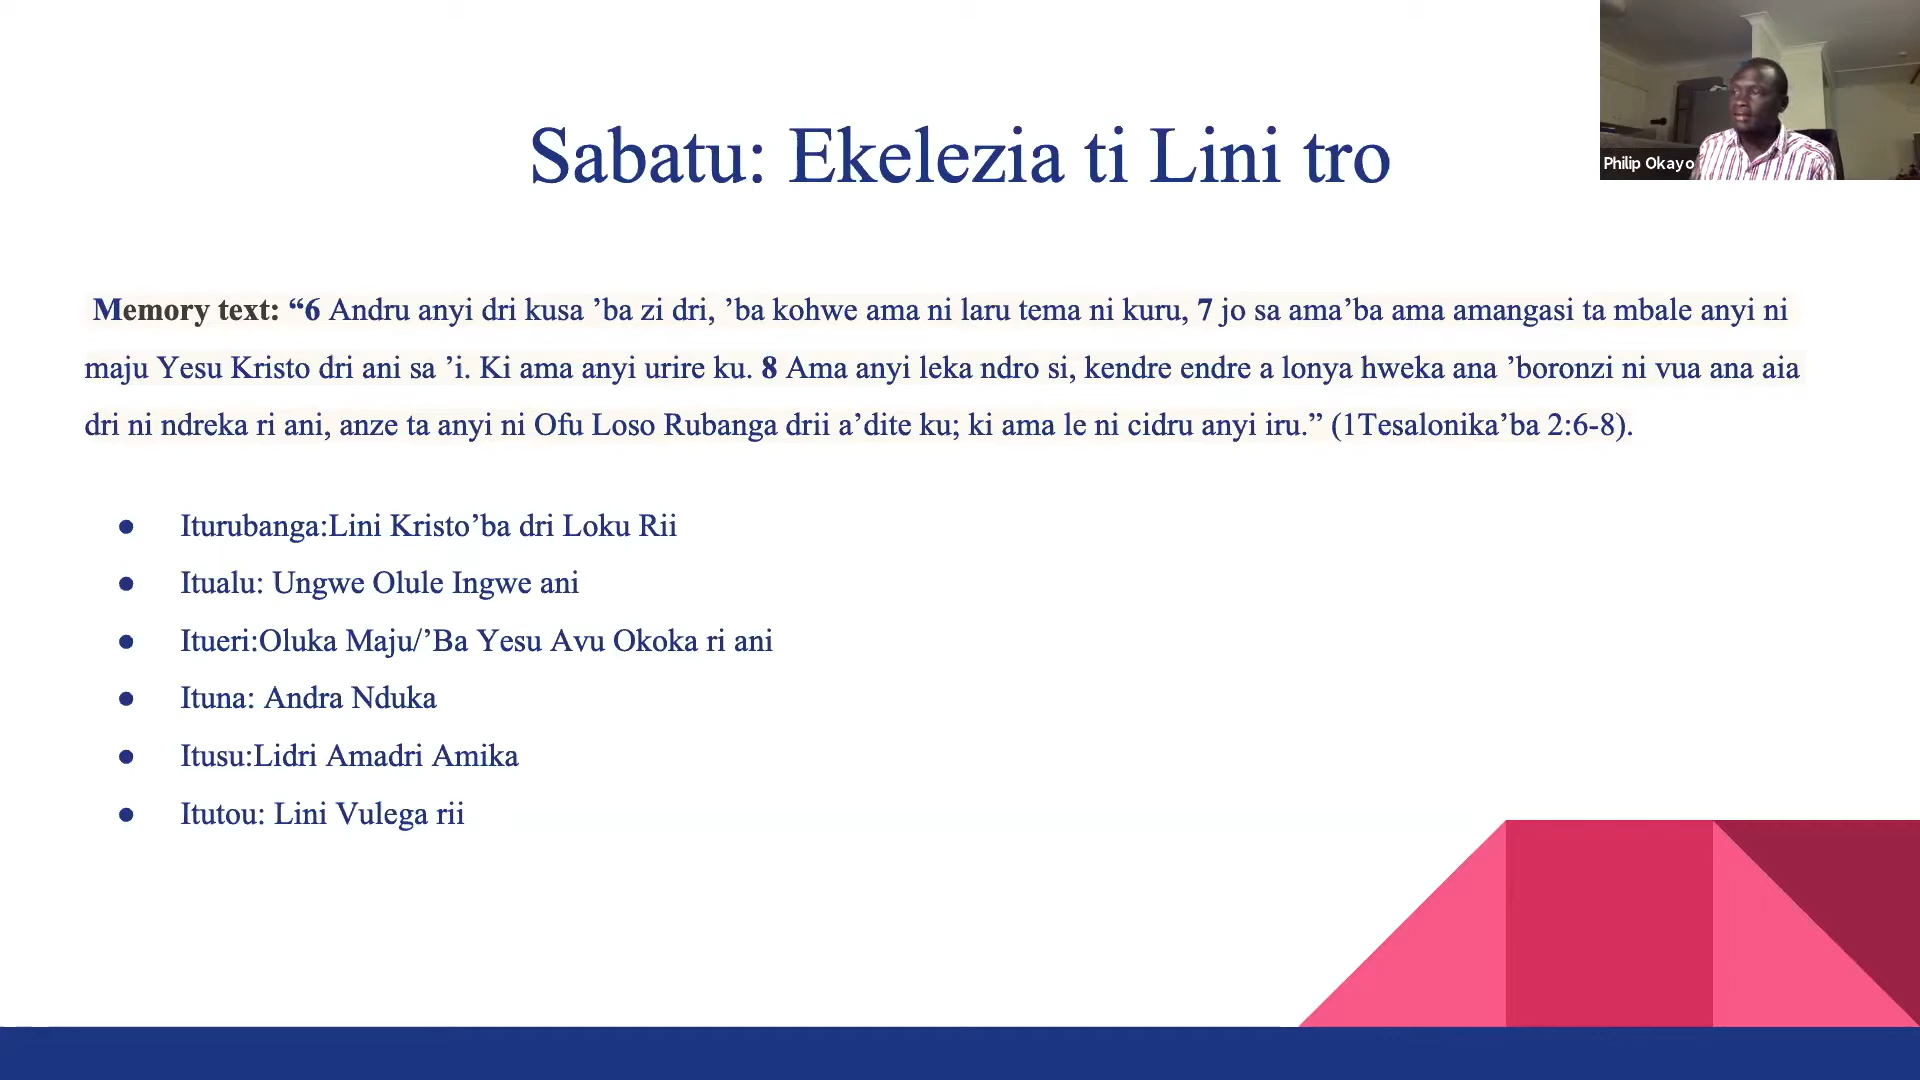 Sabatu: Ekelezia ti Lini tro
Philip Okayo
Memory text: “6 Andru anyi dri kusa ’ba zi dri, ’ba kohwe ama ni laru tema ni kuru, 7 jo sa ama’ba ama amangasi ta mbale anyi ni
maju Yesu Kristo dri ani sa ’i. Ki ama anyi urire ku. 8 Ama anyi leka ndro si, kendre endre a lonya hweka ana ’boronzi ni vua ana aia
dri ni ndreka ri ani, anze ta anyi ni Ofu Loso Rubanga drii a’dite ku; ki ama le ni cidru anyi iru.” (1Tesalonika’ba 2:6-8).
● Iturubanga:Lini Kristo’ba dri Loku Rii
● Itualu: Ungwe Olule Ingwe ani
● Itueri:Oluka Maju/’Ba Yesu Avu Okoka ri ani
● Ituna: Andra Nduka
● Itusu:Lidri Amadri Amika
● Itutou: Lini Vulega rii